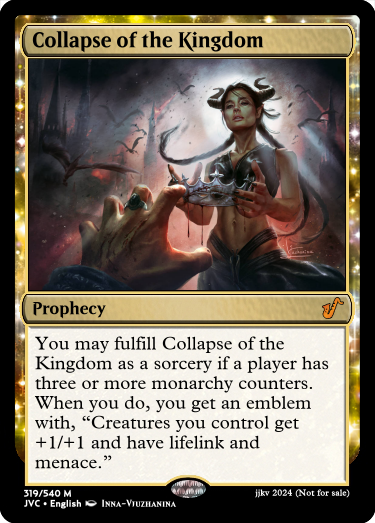 Collapse of the Kingdom
Prophecy
You may fulfill Collapse of the
Kingdom as a sorcery if a player has
three or more monarchy counters.
When you do, you get an emblem
with, “Creatures you control get
+1/+1 and have lifelink and
menace.”
319/540 M
jjkv 2024 (Not for sale)
JVC • English Inna-Vjuzhanina